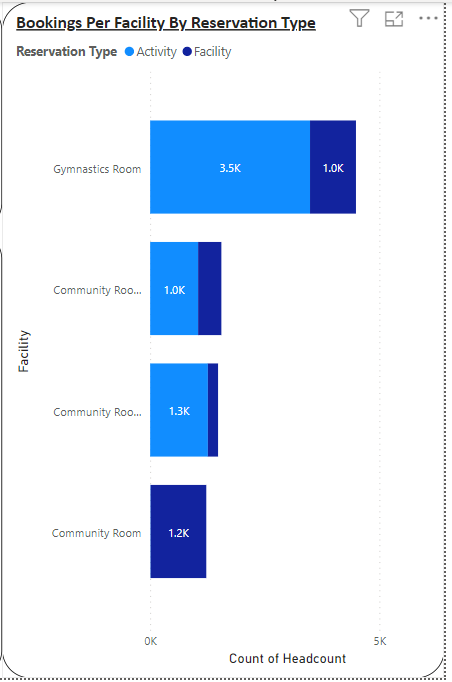 Bookings Per Facility By Reservation Type
Reservation Type Activity Facility
Gymnastics Room 3.5K 1.0K
Community Roo... 1.0K
Community Roo... 1.3K
Community Room 1.2K
Facility
0K 5K
Count of Headcount